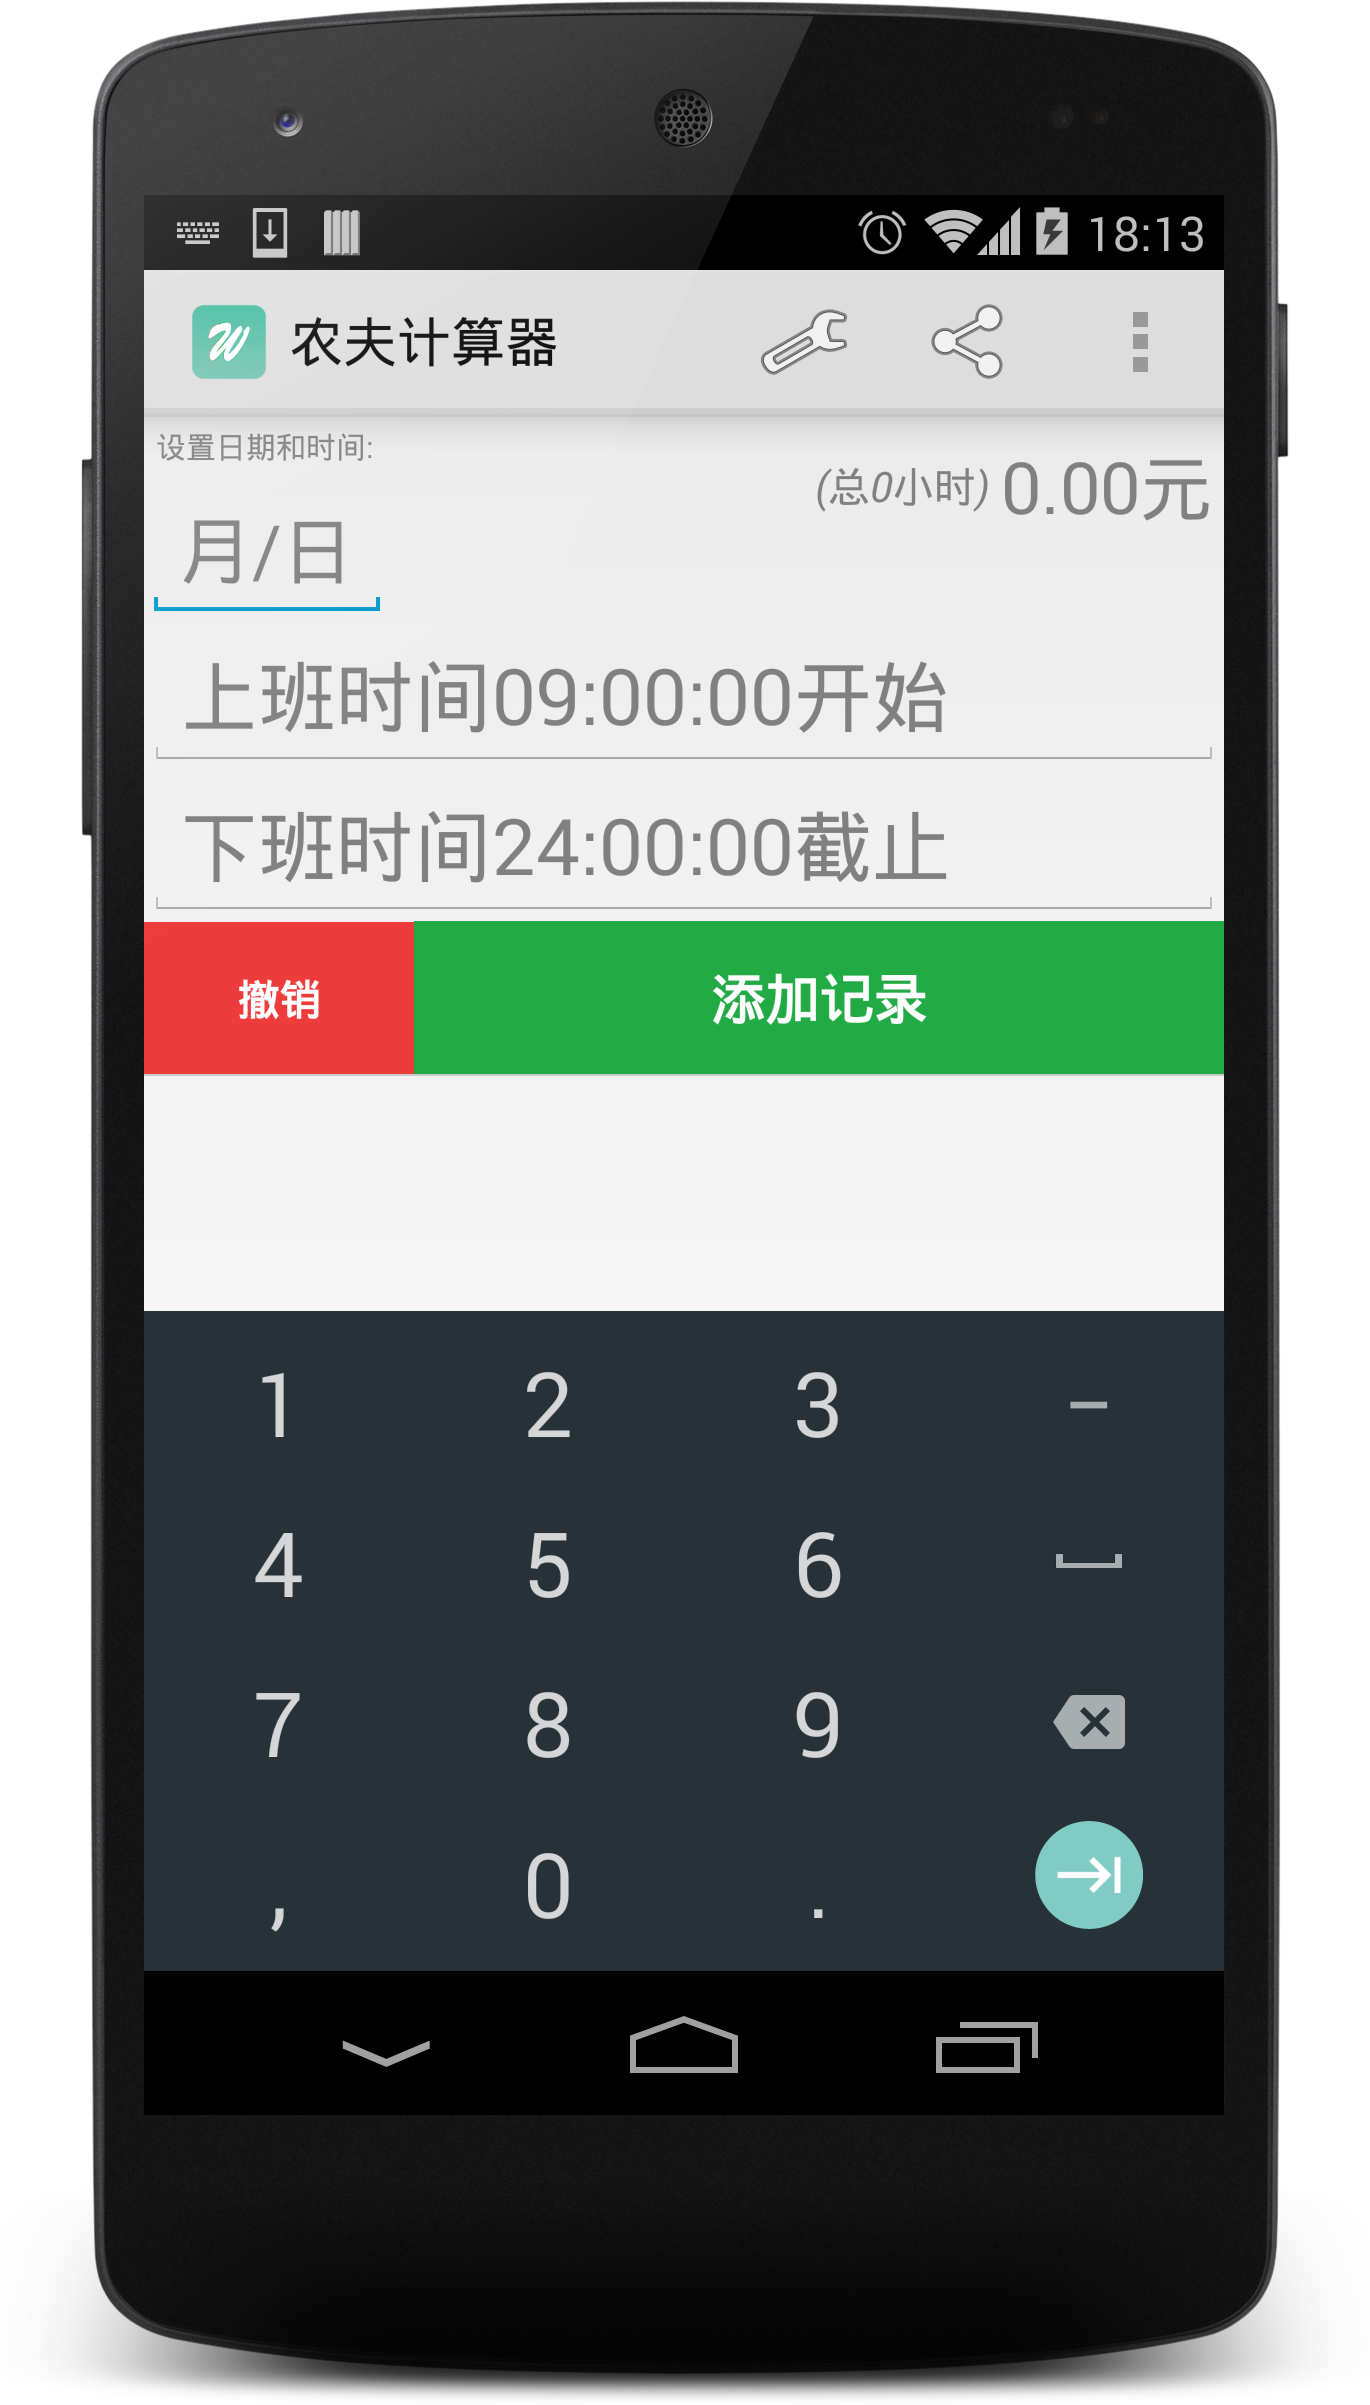 18:13
W 农夫计算器
设置日期和时间:
(总0小时) 0.00元
月/日
上班时间09:00:00开始
下班时间24:00:00截止
撤销 添加记录
1 2 3 –
4 5 6
7 8 9
, 0 .